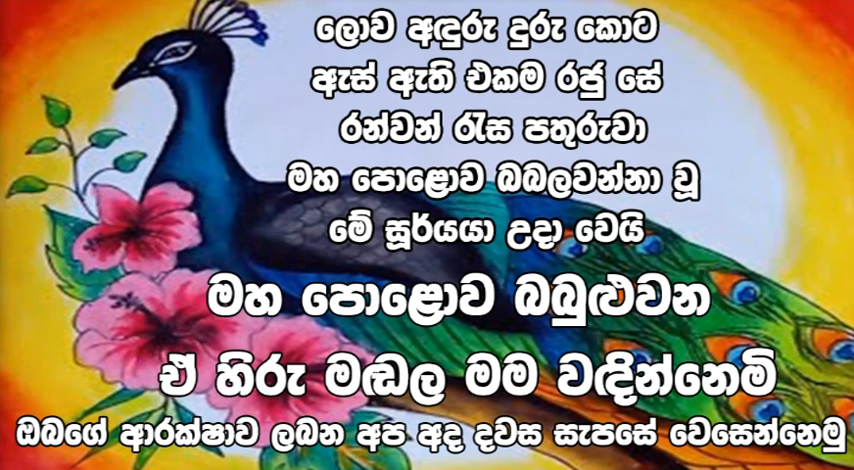 ලොව අඳුරු දුරු කොට
ඇස් ඇති එකම රජු සේ
රන්වන් රැස පතුරුවා
මහ පොළොව බබලවන්නා වූ
මේ සූර්යයා උදා වෙයි
මහ පොළොව බබුළුවන
ඒ හිරු මඬල මම වඳින්නෙමි
ඔබගේ ආරක්ෂාව ලබන අප අද දවස සැපසේ වෙසෙන්නෙමු